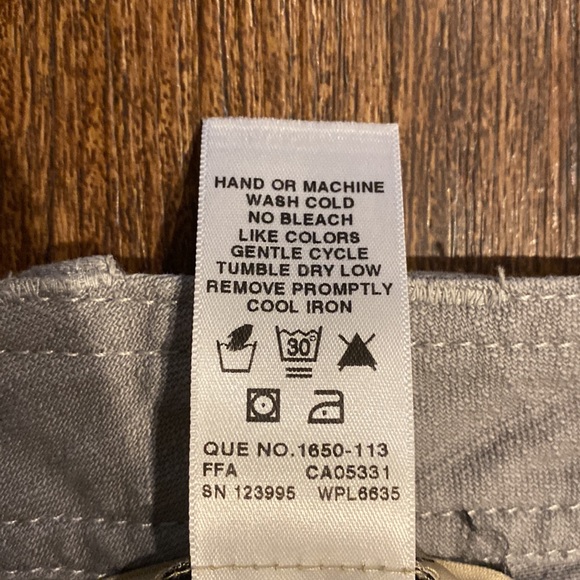 HAND OR MACHINE
WASH COLD
NO BLEACH
LIKE COLORS
GENTLE CYCLE
TUMBLE DRY LOW
REMOVE PROMPTLY
COOL IRON
30°
QUE NO.1650-113
FFA CA05331
SN 123995 WPL6635